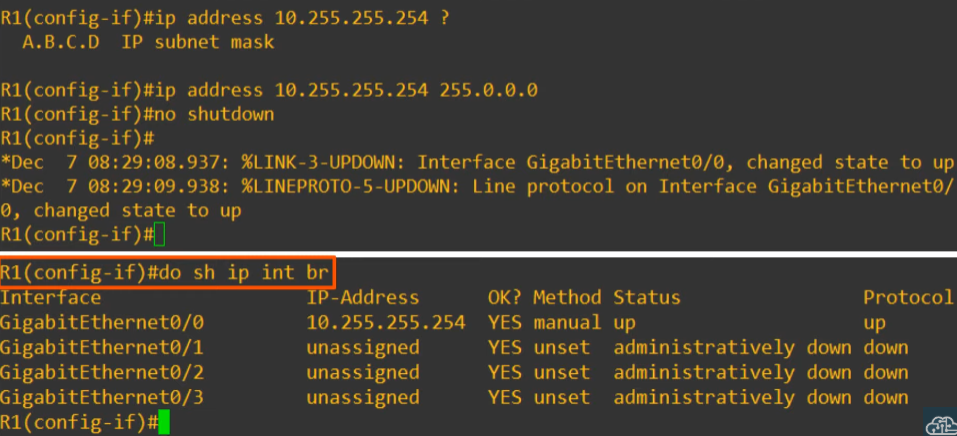 R1(config-if)#ip address 10.255.255.254 ?
  A.B.C.D  IP subnet mask
R1(config-if)#ip address 10.255.255.254 255.0.0.0
R1(config-if)#no shutdown
R1(config-if)#
*Dec  7 08:29:08.937: %LINK-3-UPDOWN: Interface GigabitEthernet0/0, changed state to up
*Dec  7 08:29:09.938: %LINEPROTO-5-UPDOWN: Line protocol on Interface GigabitEthernet0/
0, changed state to up
R1(config-if)#
R1(config-if)#do sh ip int br
Interface                  IP-Address      OK? Method Status                Protocol
GigabitEthernet0/0         10.255.255.254  YES manual up                    up
GigabitEthernet0/1         unassigned      YES unset  administratively down down
GigabitEthernet0/2         unassigned      YES unset  administratively down down
GigabitEthernet0/3         unassigned      YES unset  administratively down down
R1(config-if)#